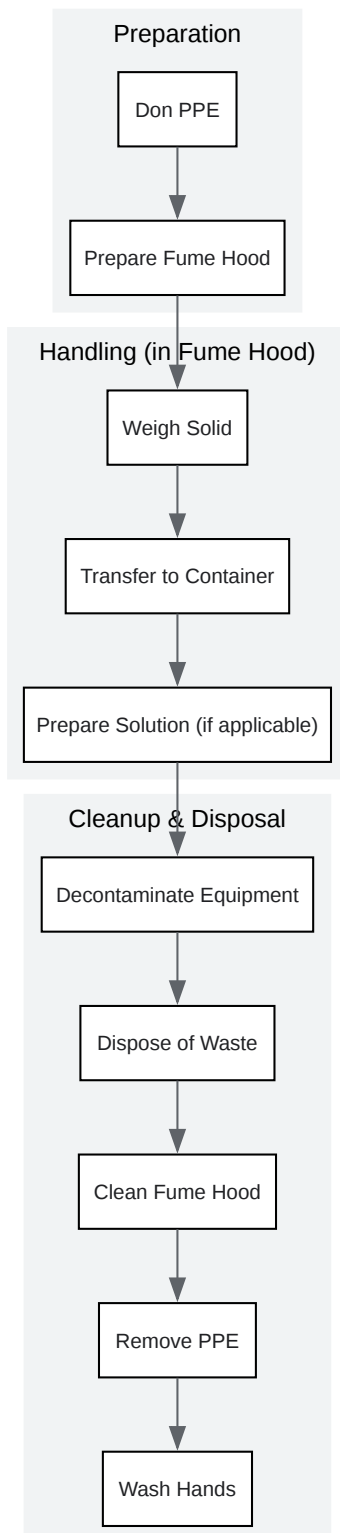 Preparation
Don PPE
Prepare Fume Hood
Handling (in Fume Hood)
Weigh Solid
Transfer to Container
Prepare Solution (if applicable)
Cleanup & Disposal
Decontaminate Equipment
Dispose of Waste
Clean Fume Hood
Remove PPE
Wash Hands